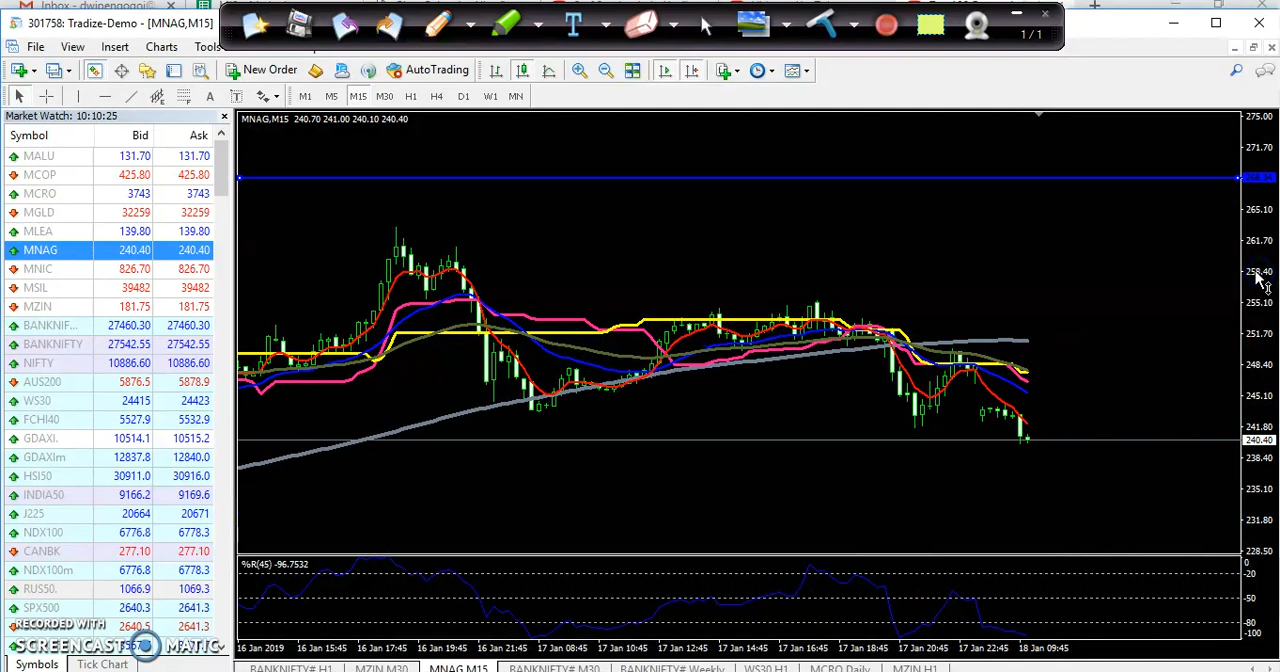 301758: Tradize-Demo - [MNAG,M15]
1 / 1
File View Insert Charts Tools
New Order AutoTrading
M1 M5 M15 M30 H1 H4 D1 W1 MN
Market Watch: 10:10:25
Symbol Bid Ask
MALU 131.70 131.70
MCOP 425.80 425.80
MCRO 3743 3743
MGLD 32259 32259
MLEA 139.80 139.80
MNAG 240.40 240.40
MNIC 826.70 826.70
MSIL 39482 39482
MZIN 181.75 181.75
BANKNIF... 27460.30 27460.30
BANKNIFTY 27542.55 27542.55
NIFTY 10886.60 10886.60
AUS200 5876.5 5878.9
WS30 24415 24423
FCHI40 5527.9 5532.9
GDAXI. 10514.1 10515.2
GDAXIm 12837.8 12840.0
HSI50 30911.0 30916.0
INDIA50 9166.2 9169.6
J225 20664 20671
NDX100 6776.8 6778.3
CANBK 277.10 277.10
NDX100m 6776.8 6778.3
RUS50. 1066.9 1069.3
SPX500 2640.3 2641.3
RECORDED WITH
SCREENCAST MATIC
Symbols Tick Chart
MNAG,M15 240.70 241.00 240.10 240.40
275.00
271.70
265.10
261.70
258.40
255.10
251.70
248.40
245.10
241.80
240.40
238.40
235.10
231.80
228.50
%R(45) -96.7532
0
-20
-50
-80
-100
16 Jan 2019 16 Jan 15:45 16 Jan 17:45 16 Jan 19:45 16 Jan 21:45 17 Jan 08:45 17 Jan 10:45 17 Jan 12:45 17 Jan 14:45 17 Jan 16:45 17 Jan 18:45 17 Jan 20:45 17 Jan 22:45 18 Jan 09:45
BANKNIFTY# H1 MZIN M30 MNAG M15 BANKNIFTY# M30 BANKNIFTY# Weekly WS30 H1 MCRO Daily MZIN H1